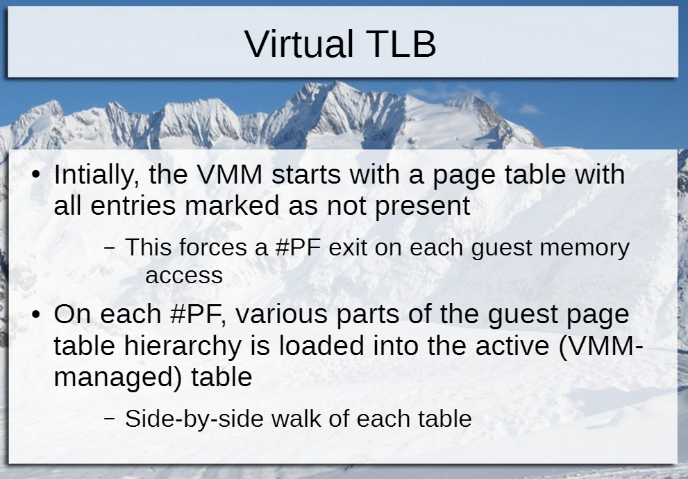 Virtual TLB
• Intially, the VMM starts with a page table with
all entries marked as not present
– This forces a #PF exit on each guest memory
access
• On each #PF, various parts of the guest page
table hierarchy is loaded into the active (VMM-
managed) table
– Side-by-side walk of each table